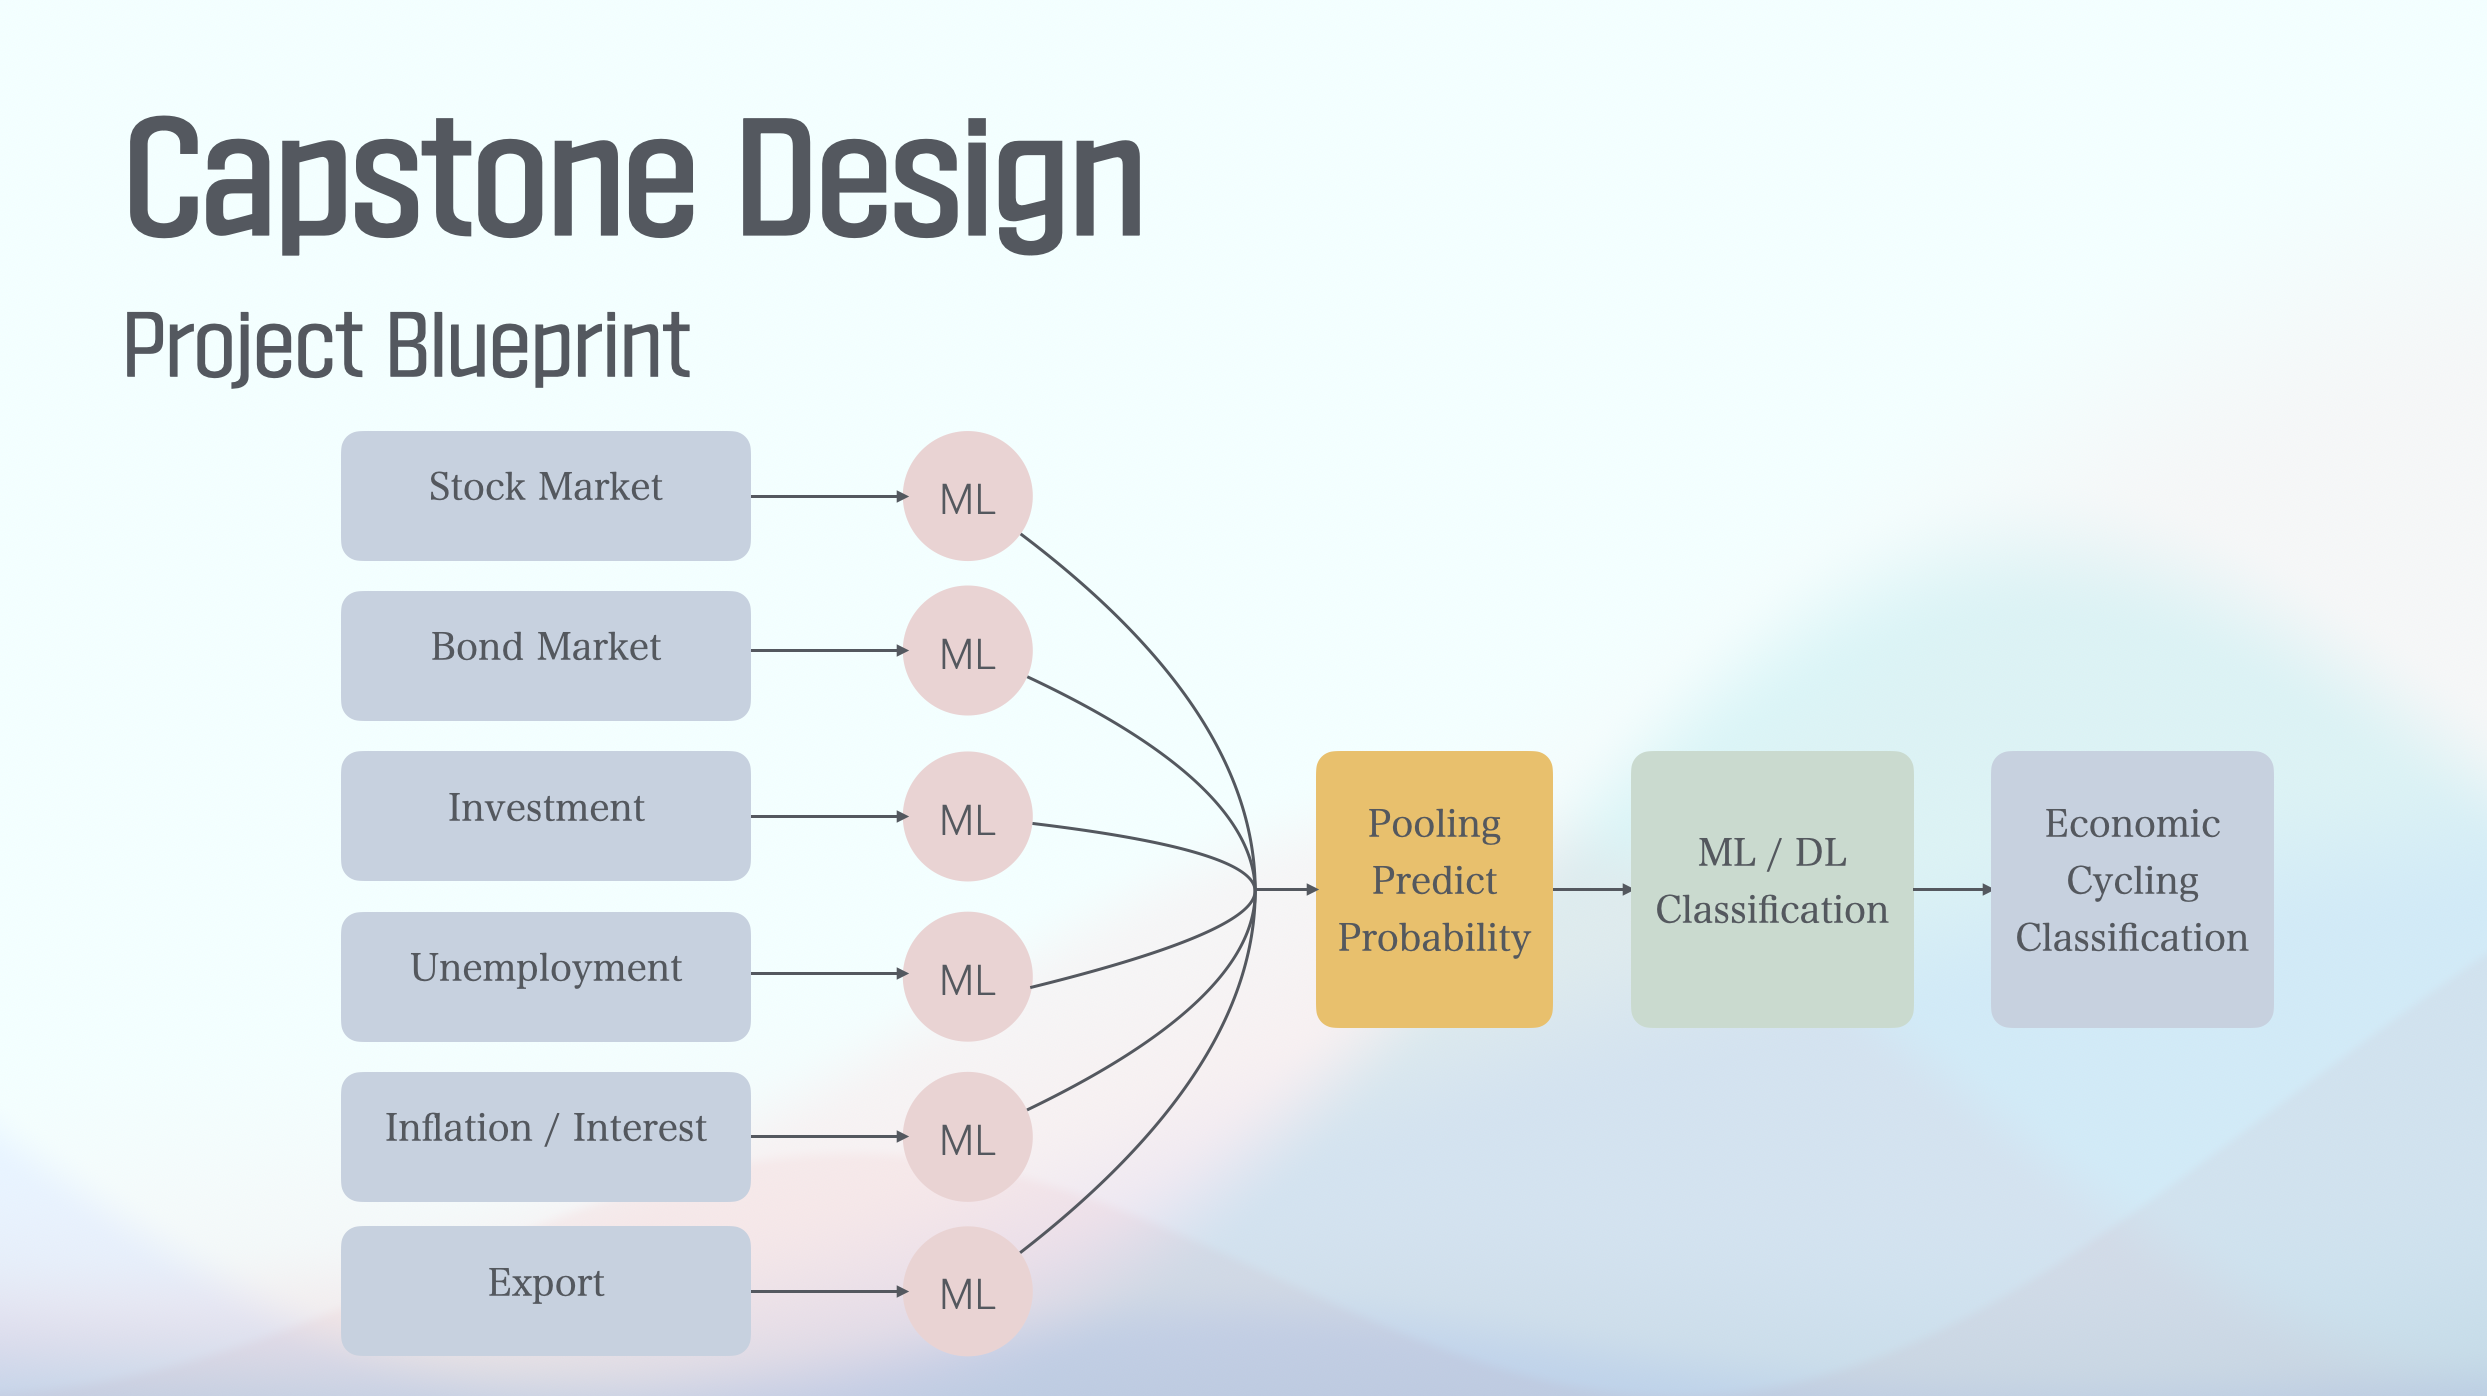 Capstone Design
Project Blueprint
Stock Market
ML
Bond Market
ML
Investment
ML
Unemployment
ML
Inflation / Interest
ML
Export
ML
Pooling
Predict
Probability
ML / DL
Classification
Economic
Cycling
Classification